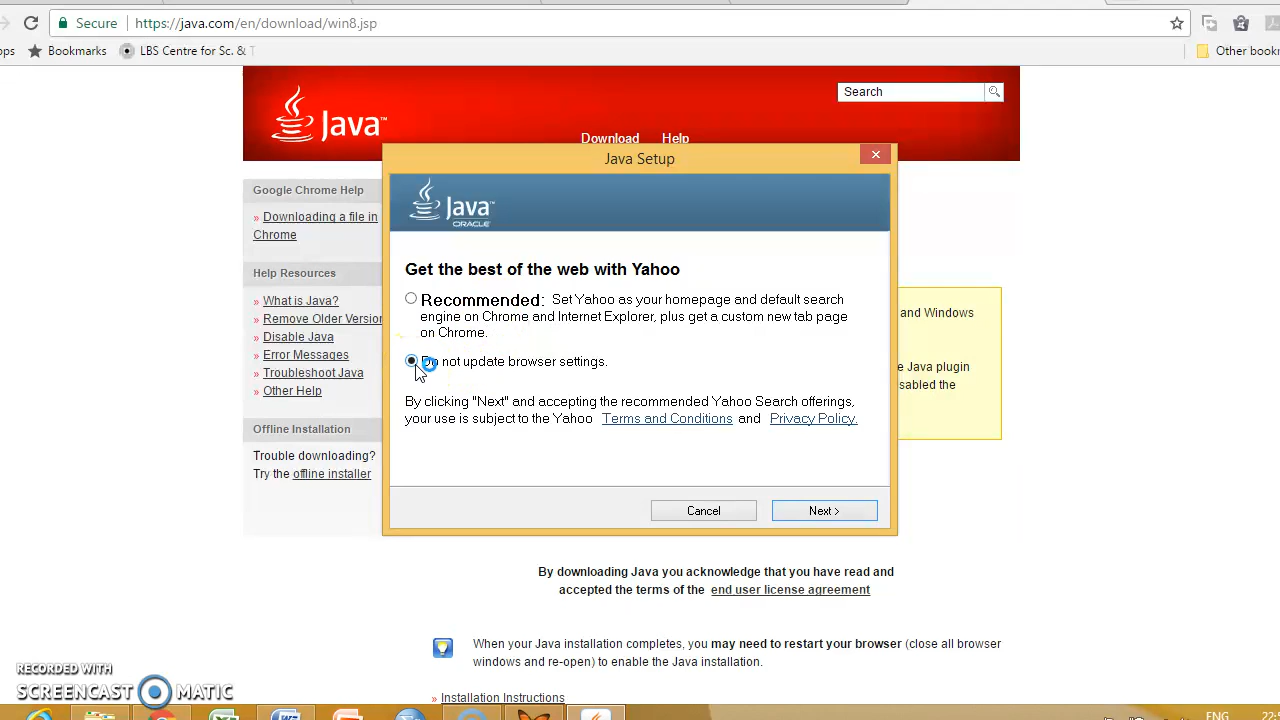 Secure
https://java.com/en/download/win8.jsp
Bookmarks
LBS Centre for Sc. & T
Other bookm
Java™
Search
Download
Help
Google Chrome Help
» Downloading a file in
Chrome
Help Resources
» What is Java?
» Remove Older Version
» Disable Java
» Error Messages
» Troubleshoot Java
» Other Help
Offline Installation
Trouble downloading?
Try the offline installer
Java Setup
Java™
ORACLE
Get the best of the web with Yahoo
Recommended: Set Yahoo as your homepage and default search
engine on Chrome and Internet Explorer, plus get a custom new tab page
on Chrome.
Do not update browser settings.
By clicking "Next" and accepting the recommended Yahoo Search offerings,
your use is subject to the Yahoo Terms and Conditions and Privacy Policy.
Cancel
Next >
and Windows
e Java plugin
abled the
By downloading Java you acknowledge that you have read and
accepted the terms of the end user license agreement
When your Java installation completes, you may need to restart your browser (close all browser
windows and re-open) to enable the Java installation.
» Installation Instructions
RECORDED WITH
SCREENCAST MATIC
ENG